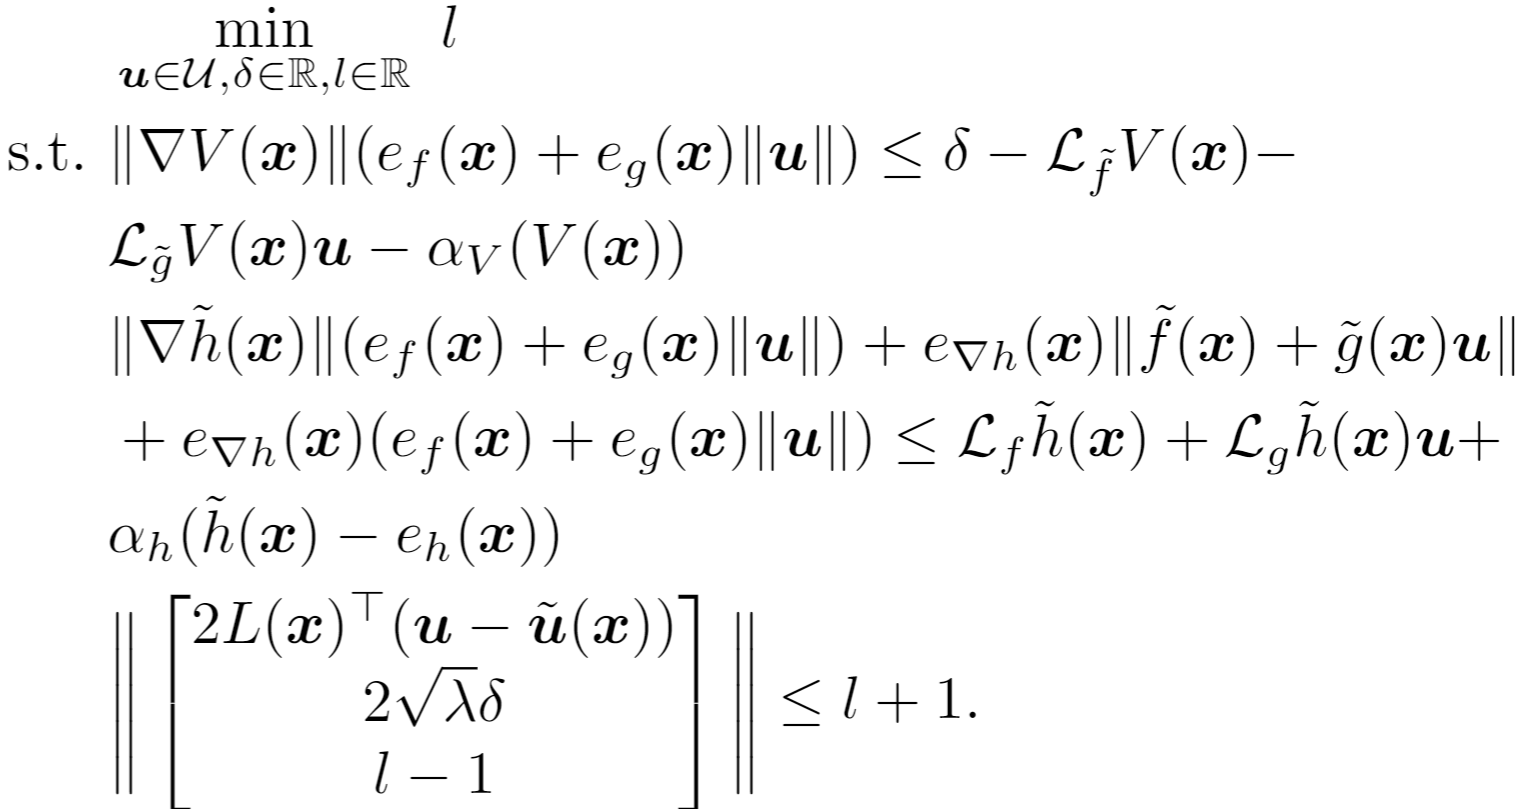 \min_{\boldsymbol{u}\in\mathcal{U},\delta\in\mathbb{R},l\in\mathbb{R}} \; l
\text{s.t. } \|\nabla V(\boldsymbol{x})\|(e_f(\boldsymbol{x}) + e_g(\boldsymbol{x})\|\boldsymbol{u}\|) \leq \delta - \mathcal{L}_{\tilde{f}}V(\boldsymbol{x}) -
\mathcal{L}_{\tilde{g}}V(\boldsymbol{x})\boldsymbol{u} - \alpha_V(V(\boldsymbol{x}))
\|\nabla\tilde{h}(\boldsymbol{x})\|(e_f(\boldsymbol{x}) + e_g(\boldsymbol{x})\|\boldsymbol{u}\|) + e_{\nabla h}(\boldsymbol{x})\|\tilde{f}(\boldsymbol{x}) + \tilde{g}(\boldsymbol{x})\boldsymbol{u}\|
+ e_{\nabla h}(\boldsymbol{x})(e_f(\boldsymbol{x}) + e_g(\boldsymbol{x})\|\boldsymbol{u}\|) \leq \mathcal{L}_f\tilde{h}(\boldsymbol{x}) + \mathcal{L}_g\tilde{h}(\boldsymbol{x})\boldsymbol{u} +
\alpha_h(\tilde{h}(\boldsymbol{x}) - e_h(\boldsymbol{x}))
\left\| \begin{bmatrix} 2L(\boldsymbol{x})^\top(\boldsymbol{u} - \tilde{\boldsymbol{u}}(\boldsymbol{x})) \\ 2\sqrt{\lambda}\delta \\ l - 1 \end{bmatrix} \right\| \leq l + 1.